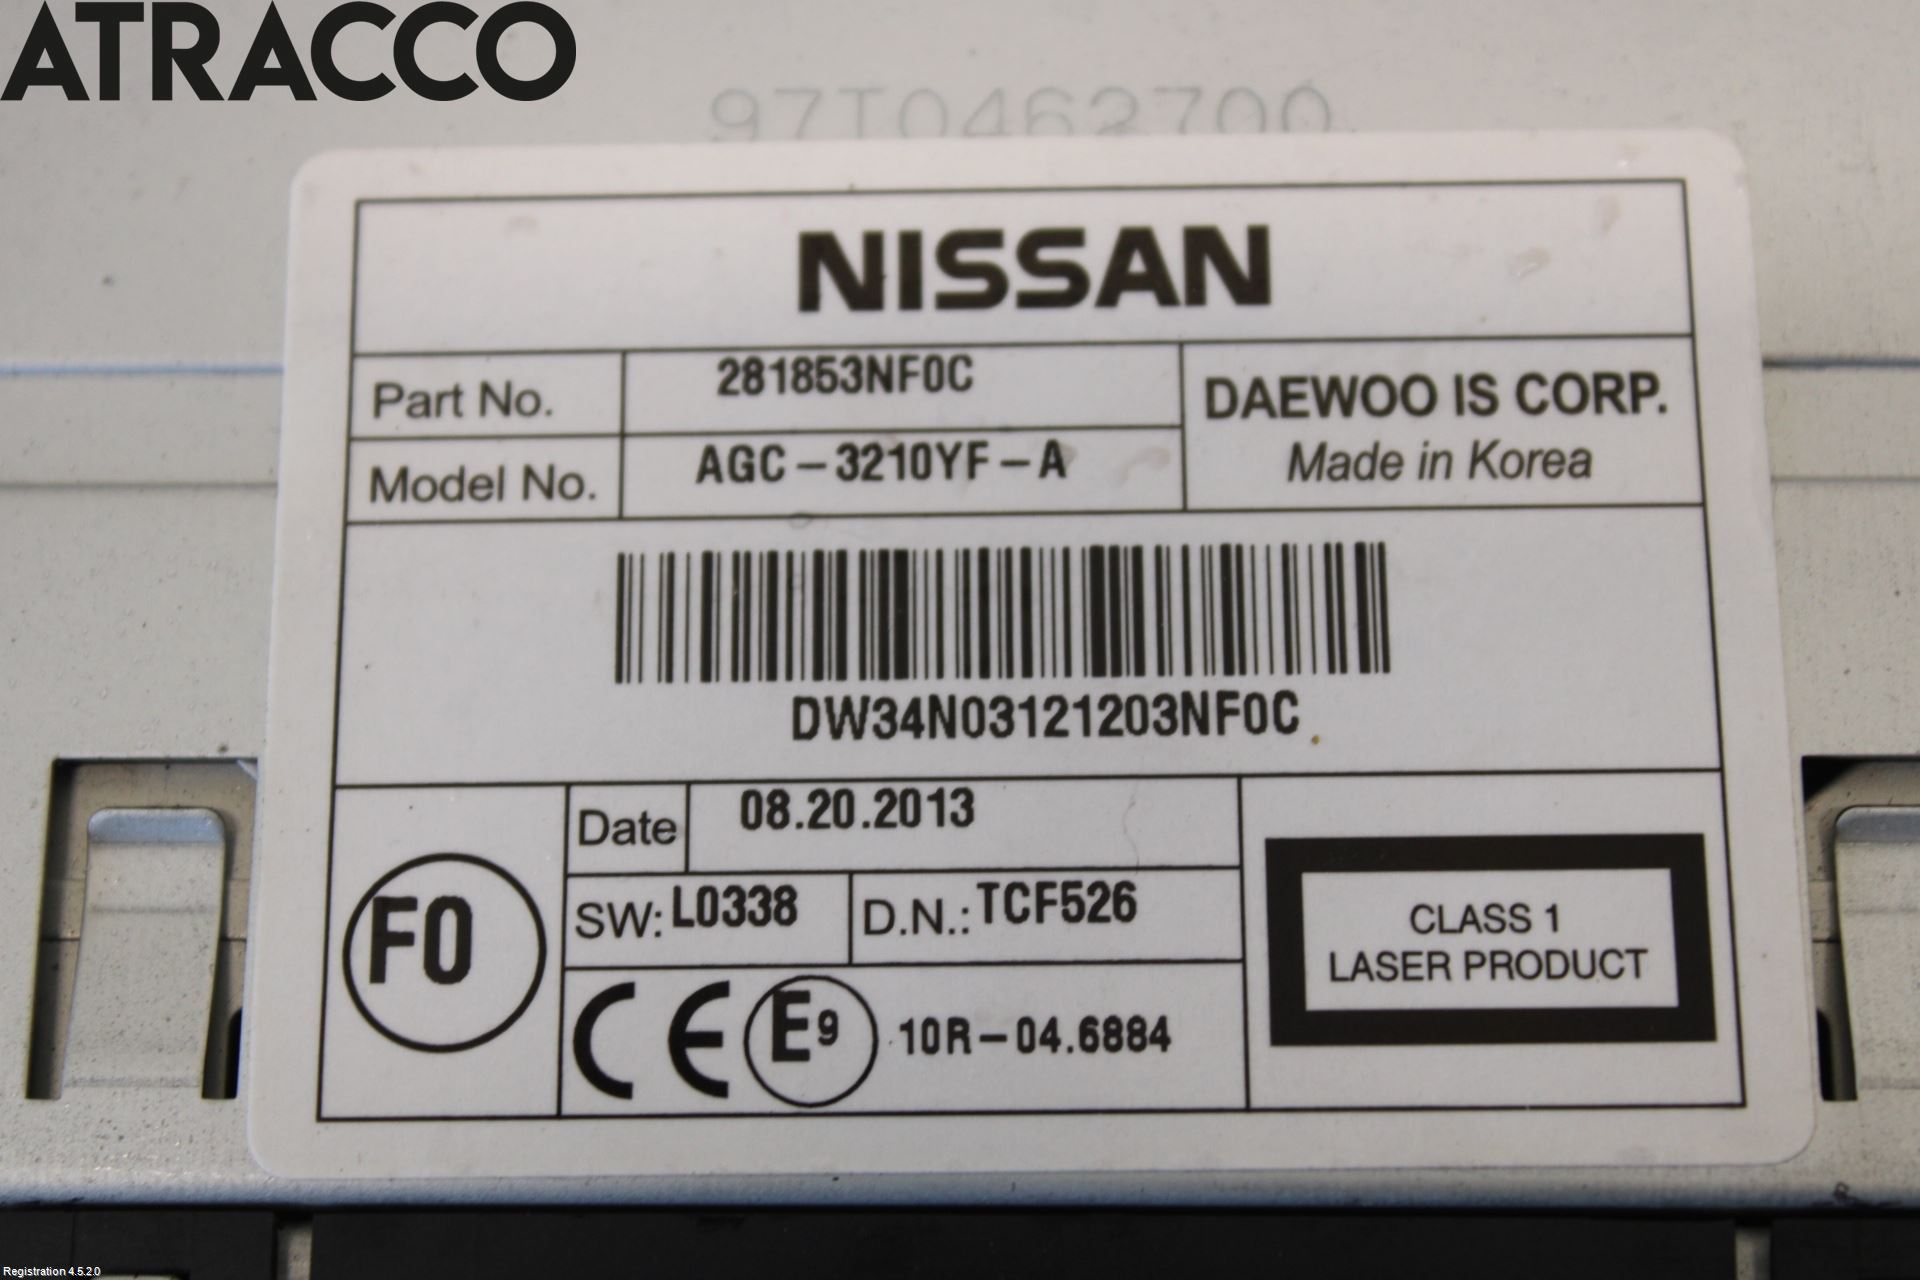 ATRACCO
97T0462700
NISSAN
Part No. 281853NF0C
DAEWOO IS CORP.
Made in Korea
Model No. AGC-3210YF-A
DW34N03121203NF0C
F0
Date 08.20.2013
SW: L0338 D.N.: TCF526
CE E9 10R-04.6884
CLASS 1
LASER PRODUCT
Registration 4.5.2.0